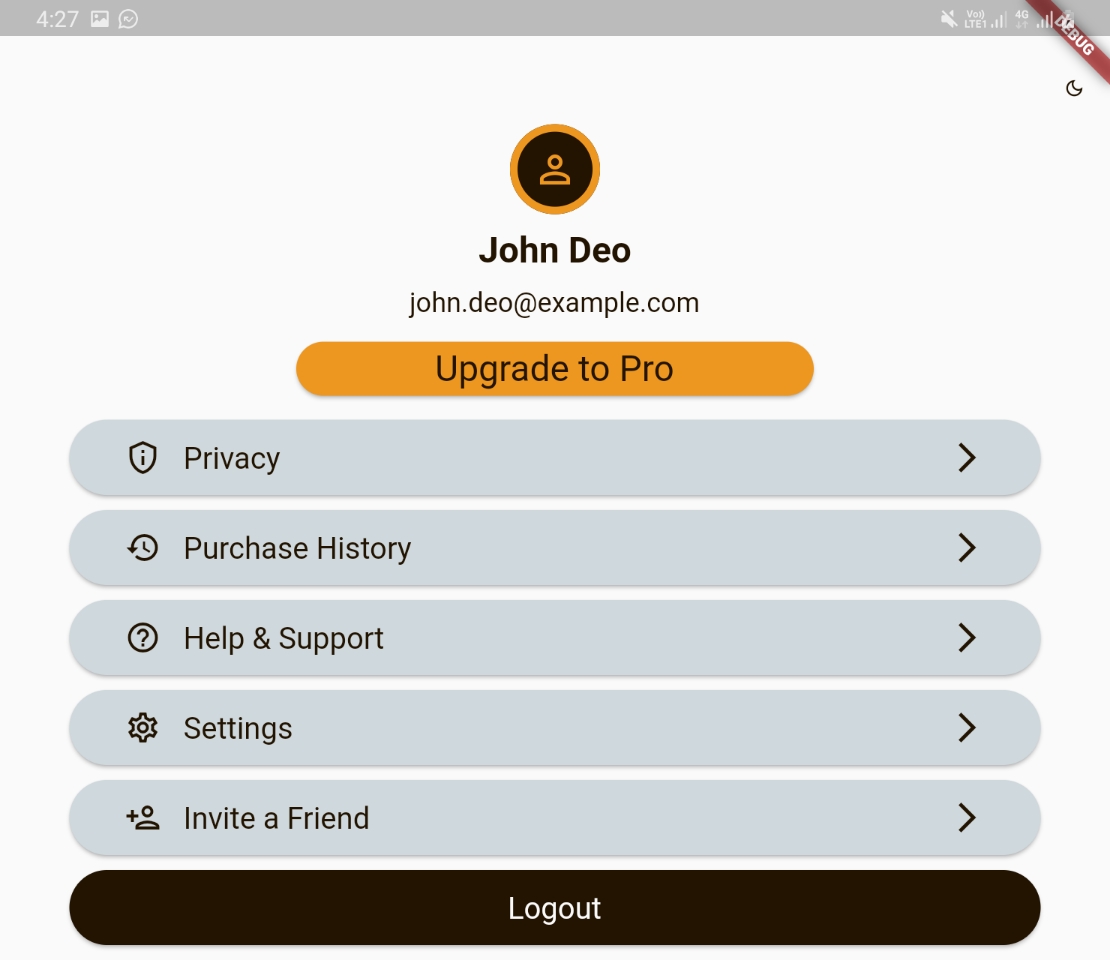 4:27
Vo)) LTE1 4G
DEBUG
John Deo
john.deo@example.com
Upgrade to Pro
Privacy
Purchase History
Help & Support
Settings
Invite a Friend
Logout